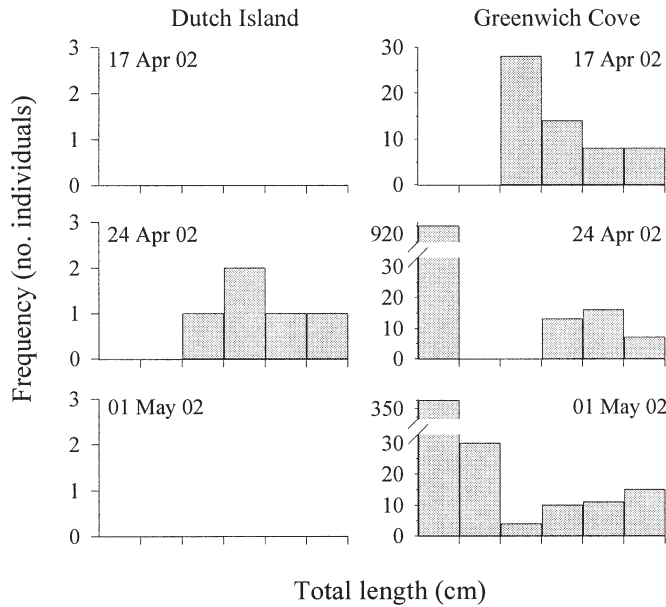 Dutch Island
Greenwich Cove
Frequency (no. individuals)
3
17 Apr 02
2
1
0
30
17 Apr 02
20
10
0
3
24 Apr 02
2
1
0
920
24 Apr 02
30
20
10
0
3
01 May 02
2
1
0
350
01 May 02
30
20
10
0
Total length (cm)